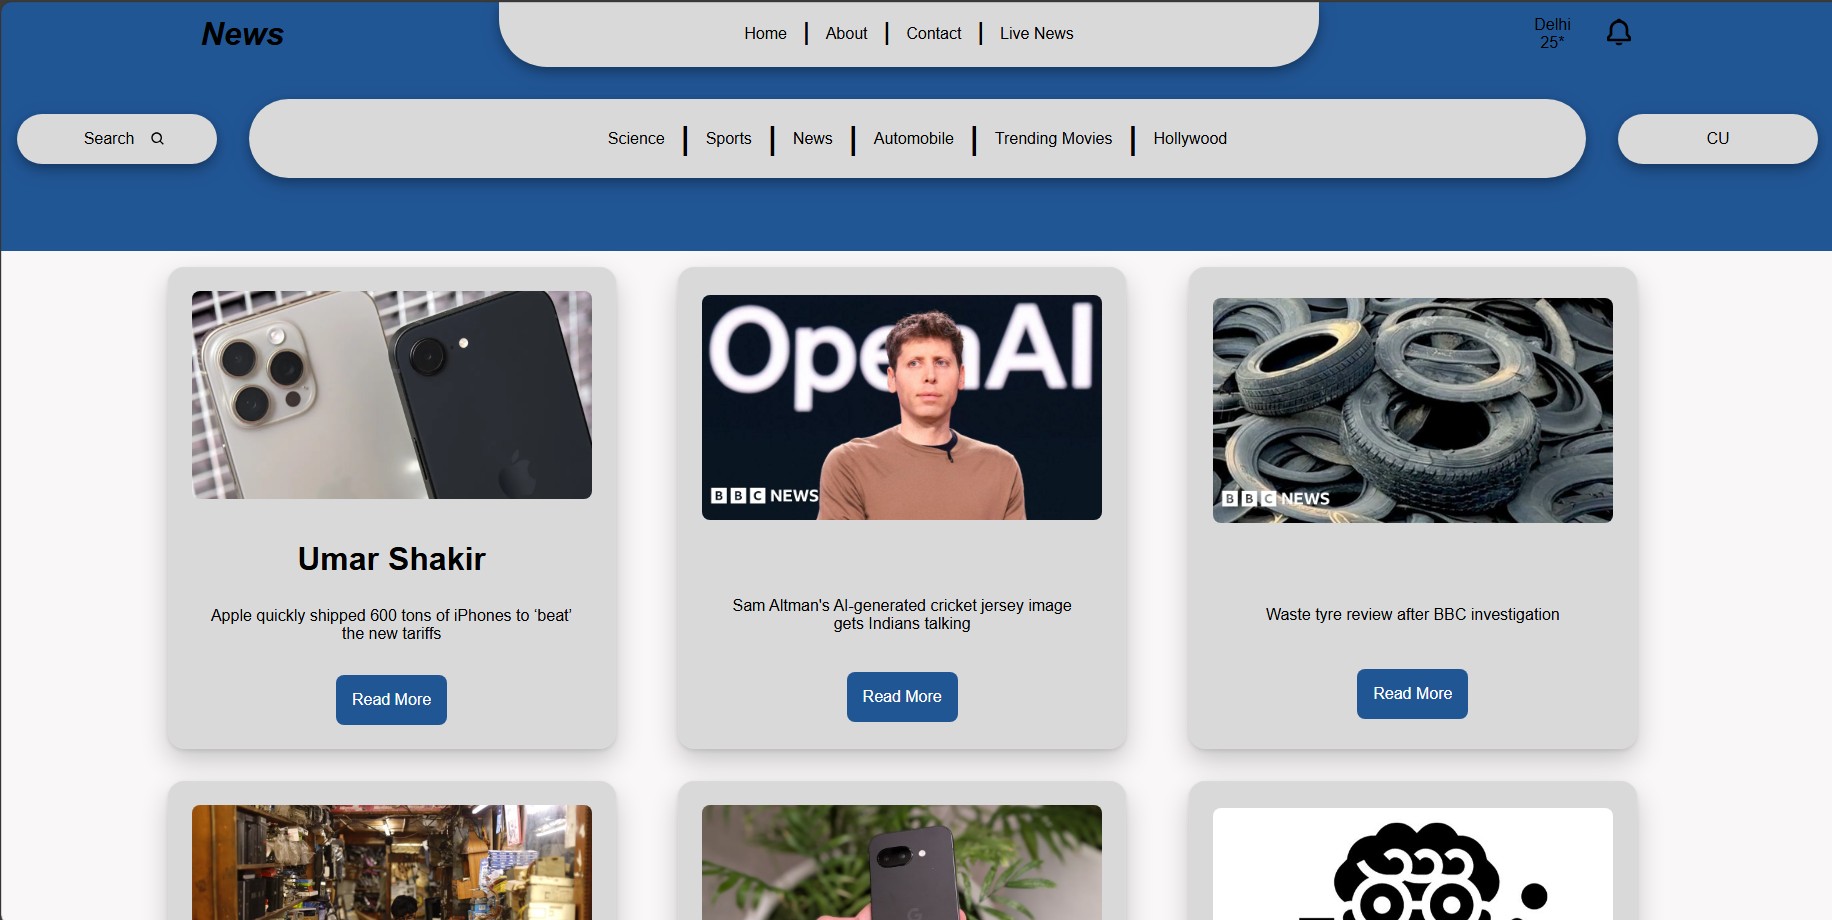 News
Home | About | Contact | Live News
Delhi
25*
Search
Science | Sports | News | Automobile | Trending Movies | Hollywood
CU
OpenAI
BBC NEWS
BBC NEWS
Umar Shakir
Apple quickly shipped 600 tons of iPhones to ‘beat’
the new tariffs
Read More
Sam Altman's AI-generated cricket jersey image
gets Indians talking
Read More
Waste tyre review after BBC investigation
Read More